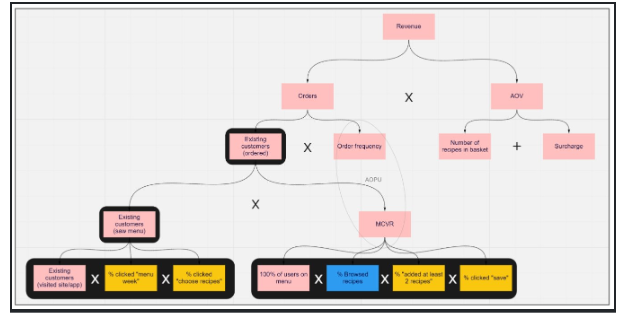 Revenue
Orders
X
AOV
Existing
customers
(ordered)
X
Order frequency
Number of
recipes in basket
+
Surcharge
AOPU
X
Existing
customers
(saw menu)
MCVR
Existing
customers
(visited site/app)
X
% clicked "menu
week"
X
% clicked
"choose recipes"
100% of users on
menu
X
% Browsed
recipes
X
% "added at least
2 recipes"
X
% clicked "save"